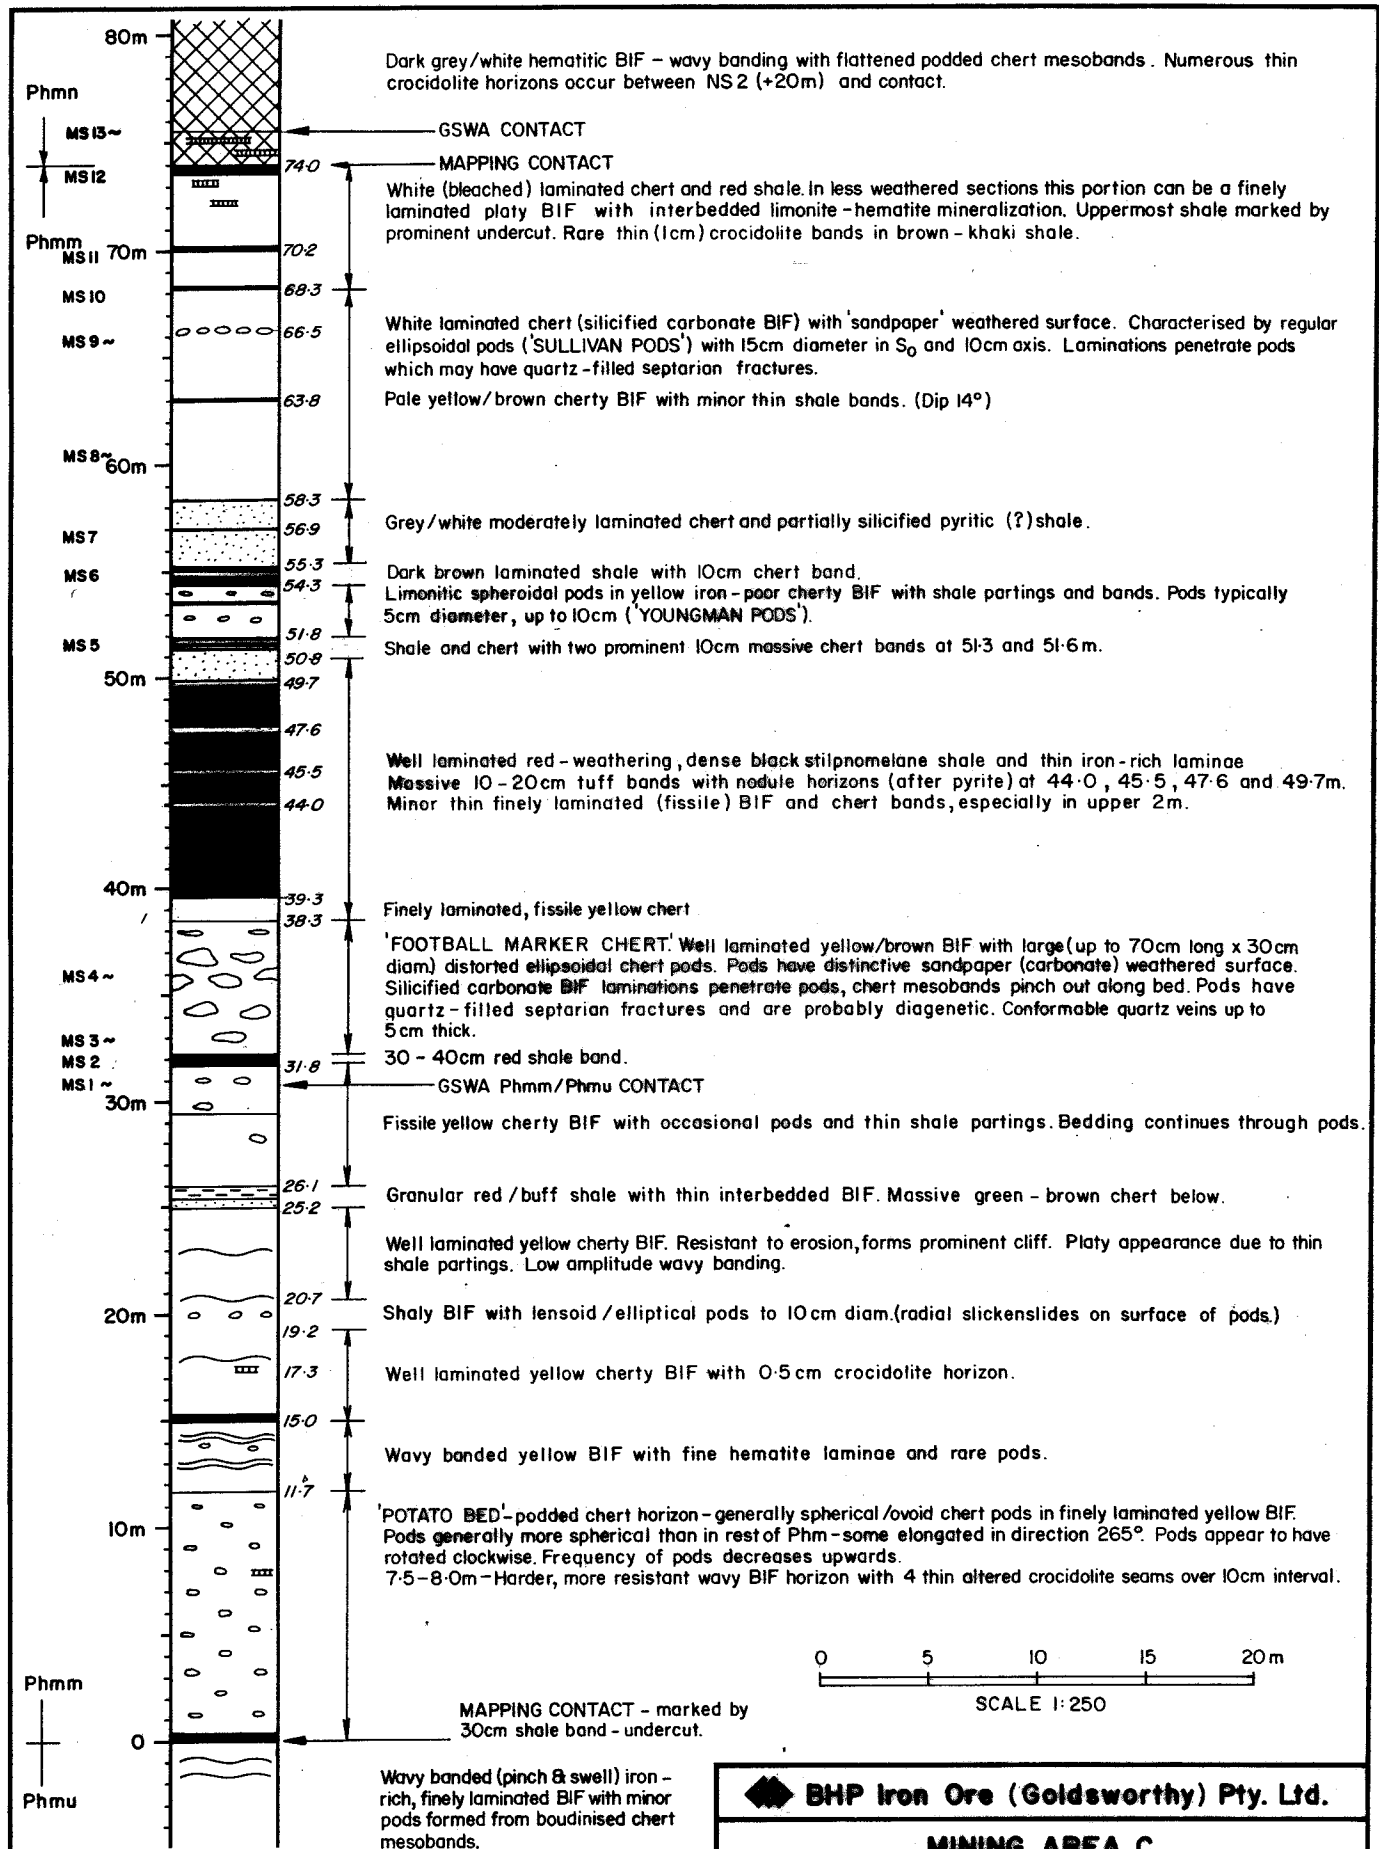 80m
Dark grey/white hematitic BIF – wavy banding with flattened podded chert mesobands. Numerous thin
crocidolite horizons occur between NS2 (+20m) and contact.
Phmn
MS13~
GSWA CONTACT
74·0
MAPPING CONTACT
MS12
White (bleached) laminated chert and red shale. In less weathered sections this portion can be a finely
laminated platy BIF with interbedded limonite-hematite mineralization. Uppermost shale marked by
prominent undercut. Rare thin (1cm) crocidolite bands in brown-khaki shale.
Phmm
MS11
70m
70·2
68·3
MS10
White laminated chert (silicified carbonate BIF) with 'sandpaper' weathered surface. Characterised by regular
66·5
MS9~
ellipsoidal pods ('SULLIVAN PODS') with 15cm diameter in S₀ and 10cm axis. Laminations penetrate pods
which may have quartz-filled septarian fractures.
63·8
Pale yellow/brown cherty BIF with minor thin shale bands. (Dip 14°)
MS8~
60m
58·3
Grey/white moderately laminated chert and partially silicified pyritic (?) shale.
56·9
MS7
55·3
MS6
Dark brown laminated shale with 10cm chert band.
54·3
Limonitic spheroidal pods in yellow iron-poor cherty BIF with shale partings and bands. Pods typically
5cm diameter, up to 10cm ('YOUNGMAN PODS').
51·8
MS5
Shale and chert with two prominent 10cm massive chert bands at 51·3 and 51·6m.
50·8
50m
49·7
47·6
Well laminated red-weathering, dense black stilpnomelane shale and thin iron-rich laminae
45·5
Massive 10-20cm tuff bands with nodule horizons (after pyrite) at 44·0, 45·5, 47·6 and 49·7m.
44·0
Minor thin finely laminated (fissile) BIF and chert bands, especially in upper 2m.
40m
39·3
Finely laminated, fissile yellow chert
38·3
'FOOTBALL MARKER CHERT.' Well laminated yellow/brown BIF with large (up to 70cm long x 30cm
diam.) distorted ellipsoidal chert pods. Pods have distinctive sandpaper (carbonate) weathered surface.
MS4~
Silicified carbonate BIF laminations penetrate pods, chert mesobands pinch out along bed. Pods have
quartz-filled septarian fractures and are probably diagenetic. Conformable quartz veins up to
5cm thick.
MS3~
MS2
30 - 40cm red shale band.
31·8
MS1~
GSWA Phmm/Phmu CONTACT
30m
Fissile yellow cherty BIF with occasional pods and thin shale partings. Bedding continues through pods.
26·1
Granular red/buff shale with thin interbedded BIF. Massive green-brown chert below.
25·2
Well laminated yellow cherty BIF. Resistant to erosion, forms prominent cliff. Platy appearance due to thin
shale partings. Low amplitude wavy banding.
20·7
20m
Shaly BIF with lensoid/elliptical pods to 10cm diam. (radial slickenslides on surface of pods.)
19·2
17·3
Well laminated yellow cherty BIF with 0·5cm crocidolite horizon.
15·0
Wavy banded yellow BIF with fine hematite laminae and rare pods.
11·7
'POTATO BED'-podded chert horizon-generally spherical/ovoid chert pods in finely laminated yellow BIF.
10m
Pods generally more spherical than in rest of Phm-some elongated in direction 265°. Pods appear to have
rotated clockwise. Frequency of pods decreases upwards.
7·5-8·0m-Harder, more resistant wavy BIF horizon with 4 thin altered crocidolite seams over 10cm interval.
0 5 10 15 20m
SCALE 1:250
Phmm
MAPPING CONTACT - marked by
30cm shale band - undercut.
0
Phmu
Wavy banded (pinch & swell) iron-
rich, finely laminated BIF with minor
pods formed from boudinised chert
mesobands.
BHP Iron Ore (Goldsworthy) Pty. Ltd.
MINING AREA C